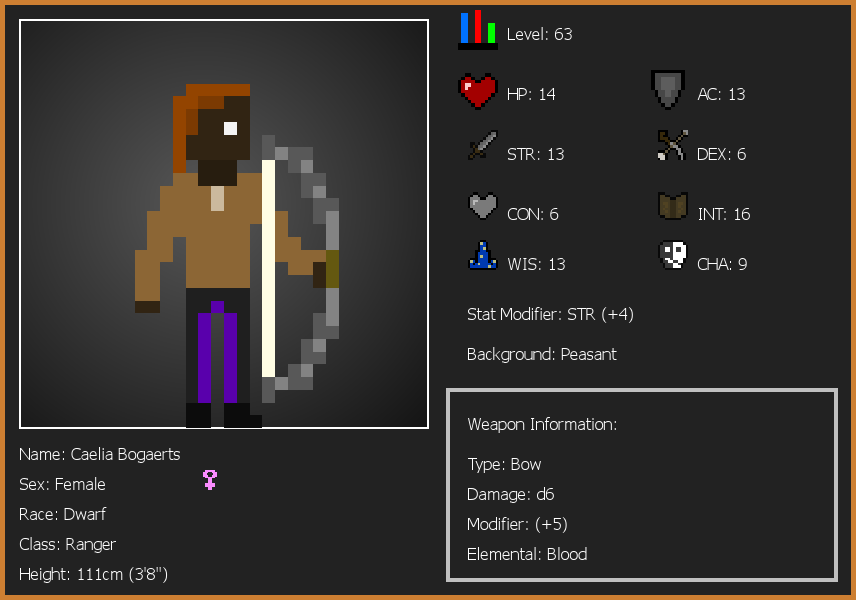 Level: 63
HP: 14
AC: 13
STR: 13
DEX: 6
CON: 6
INT: 16
WIS: 13
CHA: 9
Stat Modifier: STR (+4)
Background: Peasant
Weapon Information:
Type: Bow
Damage: d6
Modifier: (+5)
Elemental: Blood
Name: Caelia Bogaerts
Sex: Female
Race: Dwarf
Class: Ranger
Height: 111cm (3'8")